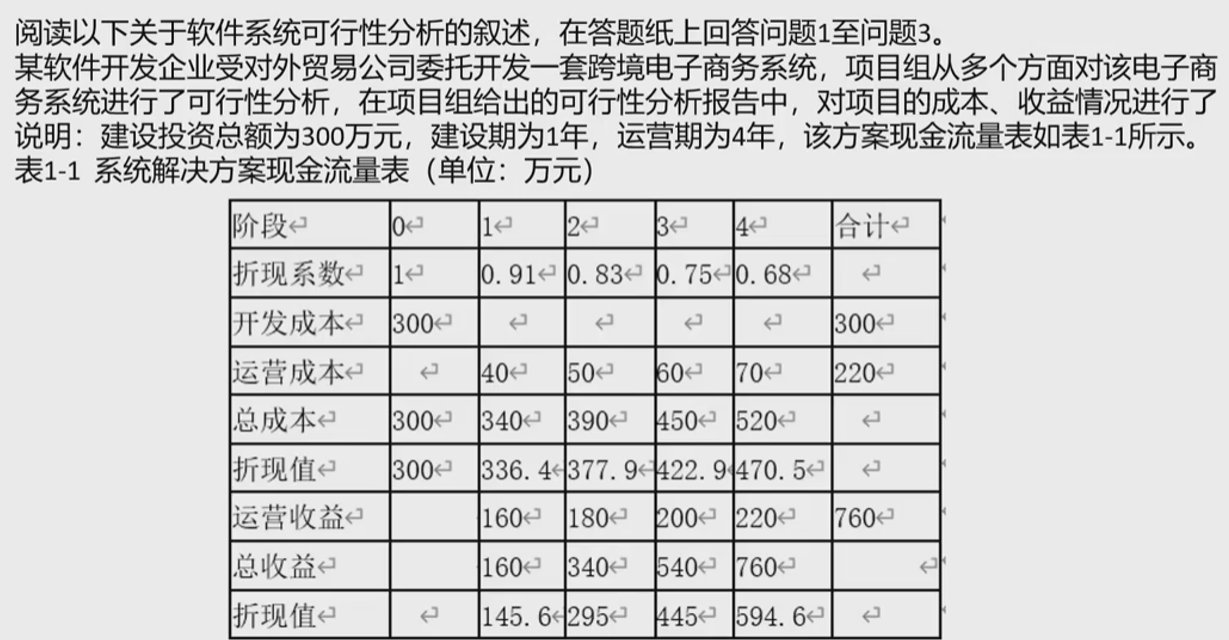 阅读以下关于软件系统可行性分析的叙述，在答题纸上回答问题1至问题3。
某软件开发企业受对外贸易公司委托开发一套跨境电子商务系统，项目组从多个方面对该电子商
务系统进行了可行性分析，在项目组给出的可行性分析报告中，对项目的成本、收益情况进行了
说明：建设投资总额为300万元，建设期为1年，运营期为4年，该方案现金流量表如表1-1所示。
表1-1 系统解决方案现金流量表（单位：万元）
阶段 0 1 2 3 4 合计
折现系数 1 0.91 0.83 0.75 0.68
开发成本 300 300
运营成本 40 50 60 70 220
总成本 300 340 390 450 520
折现值 300 336.4 377.9 422.9 470.5
运营收益 160 180 200 220 760
总收益 160 340 540 760
折现值 145.6 295 445 594.6